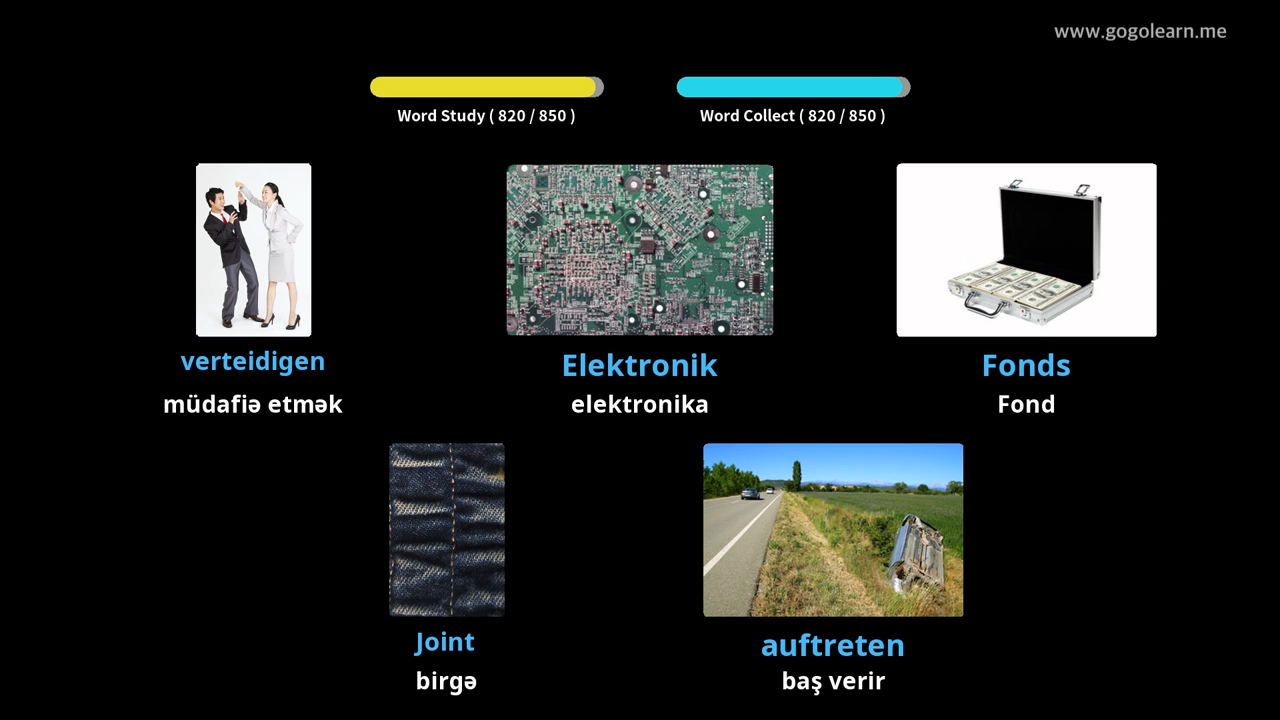 www.gogolearn.me
Word Study ( 820 / 850 )
Word Collect ( 820 / 850 )
verteidigen
müdafiə etmək
Elektronik
elektronika
Fonds
Fond
Joint
birgə
auftreten
baş verir